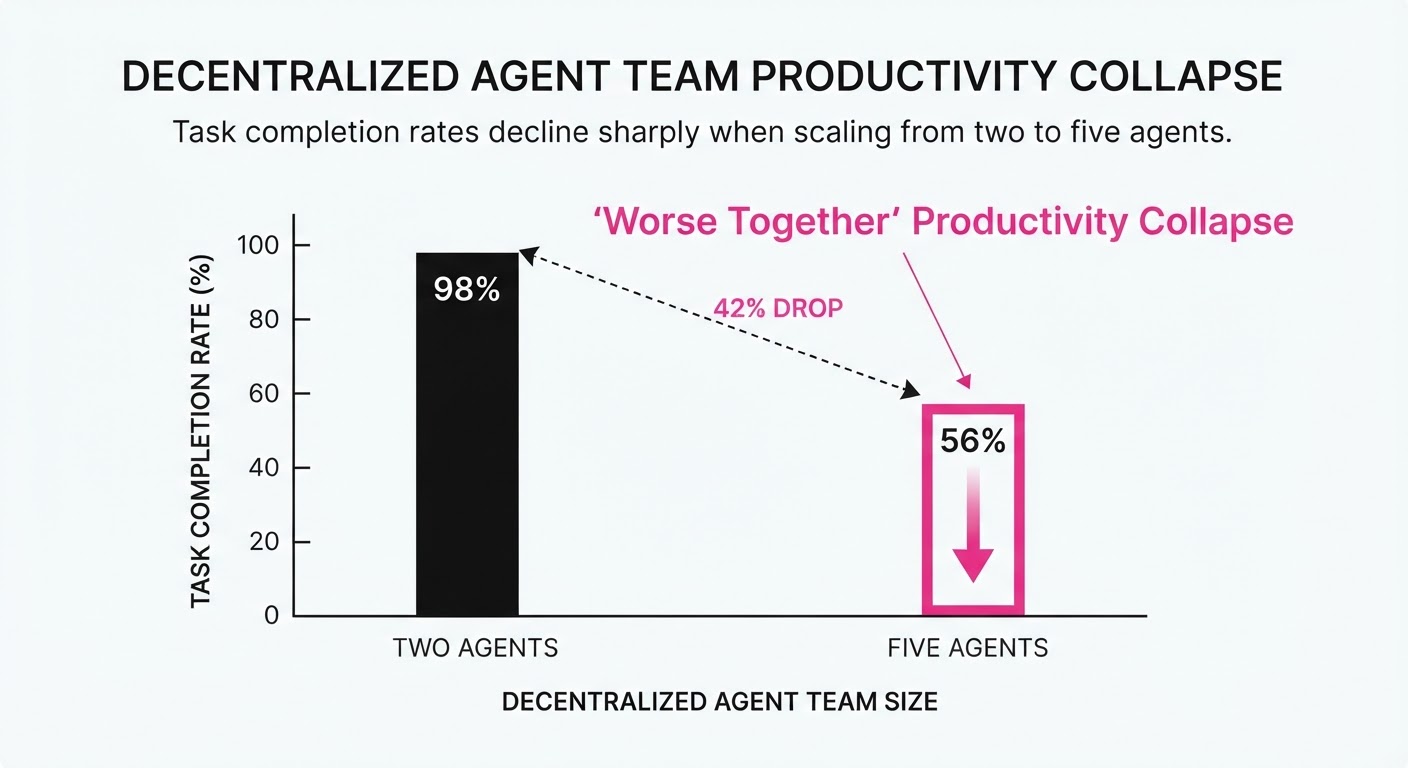 DECENTRALIZED AGENT TEAM PRODUCTIVITY COLLAPSE
Task completion rates decline sharply when scaling from two to five agents.
‘Worse Together’ Productivity Collapse
TASK COMPLETION RATE (%)
100
80
60
40
20
0
98%
42% DROP
56%
TWO AGENTS
FIVE AGENTS
DECENTRALIZED AGENT TEAM SIZE